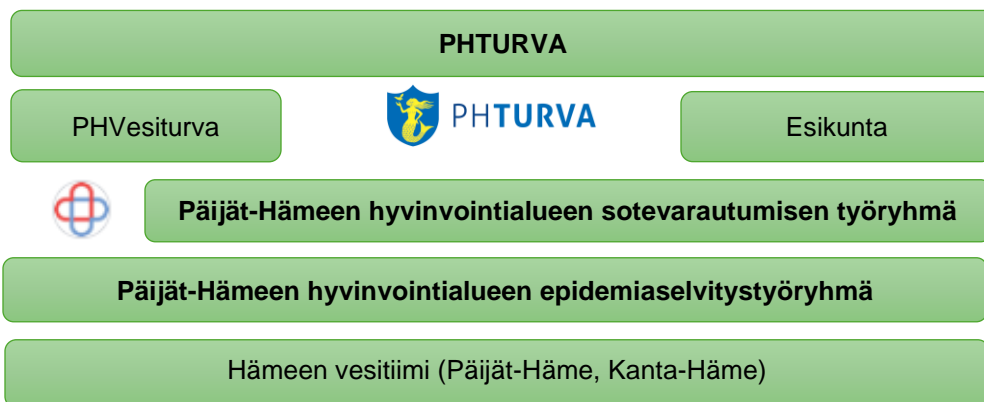 PHTURVA
PHVesiturva
PHTURVA
Esikunta
Päijät-Hämeen hyvinvointialueen sotevarautumisen työryhmä
Päijät-Hämeen hyvinvointialueen epidemiaselvitystyöryhmä
Hämeen vesitiimi (Päijät-Häme, Kanta-Häme)